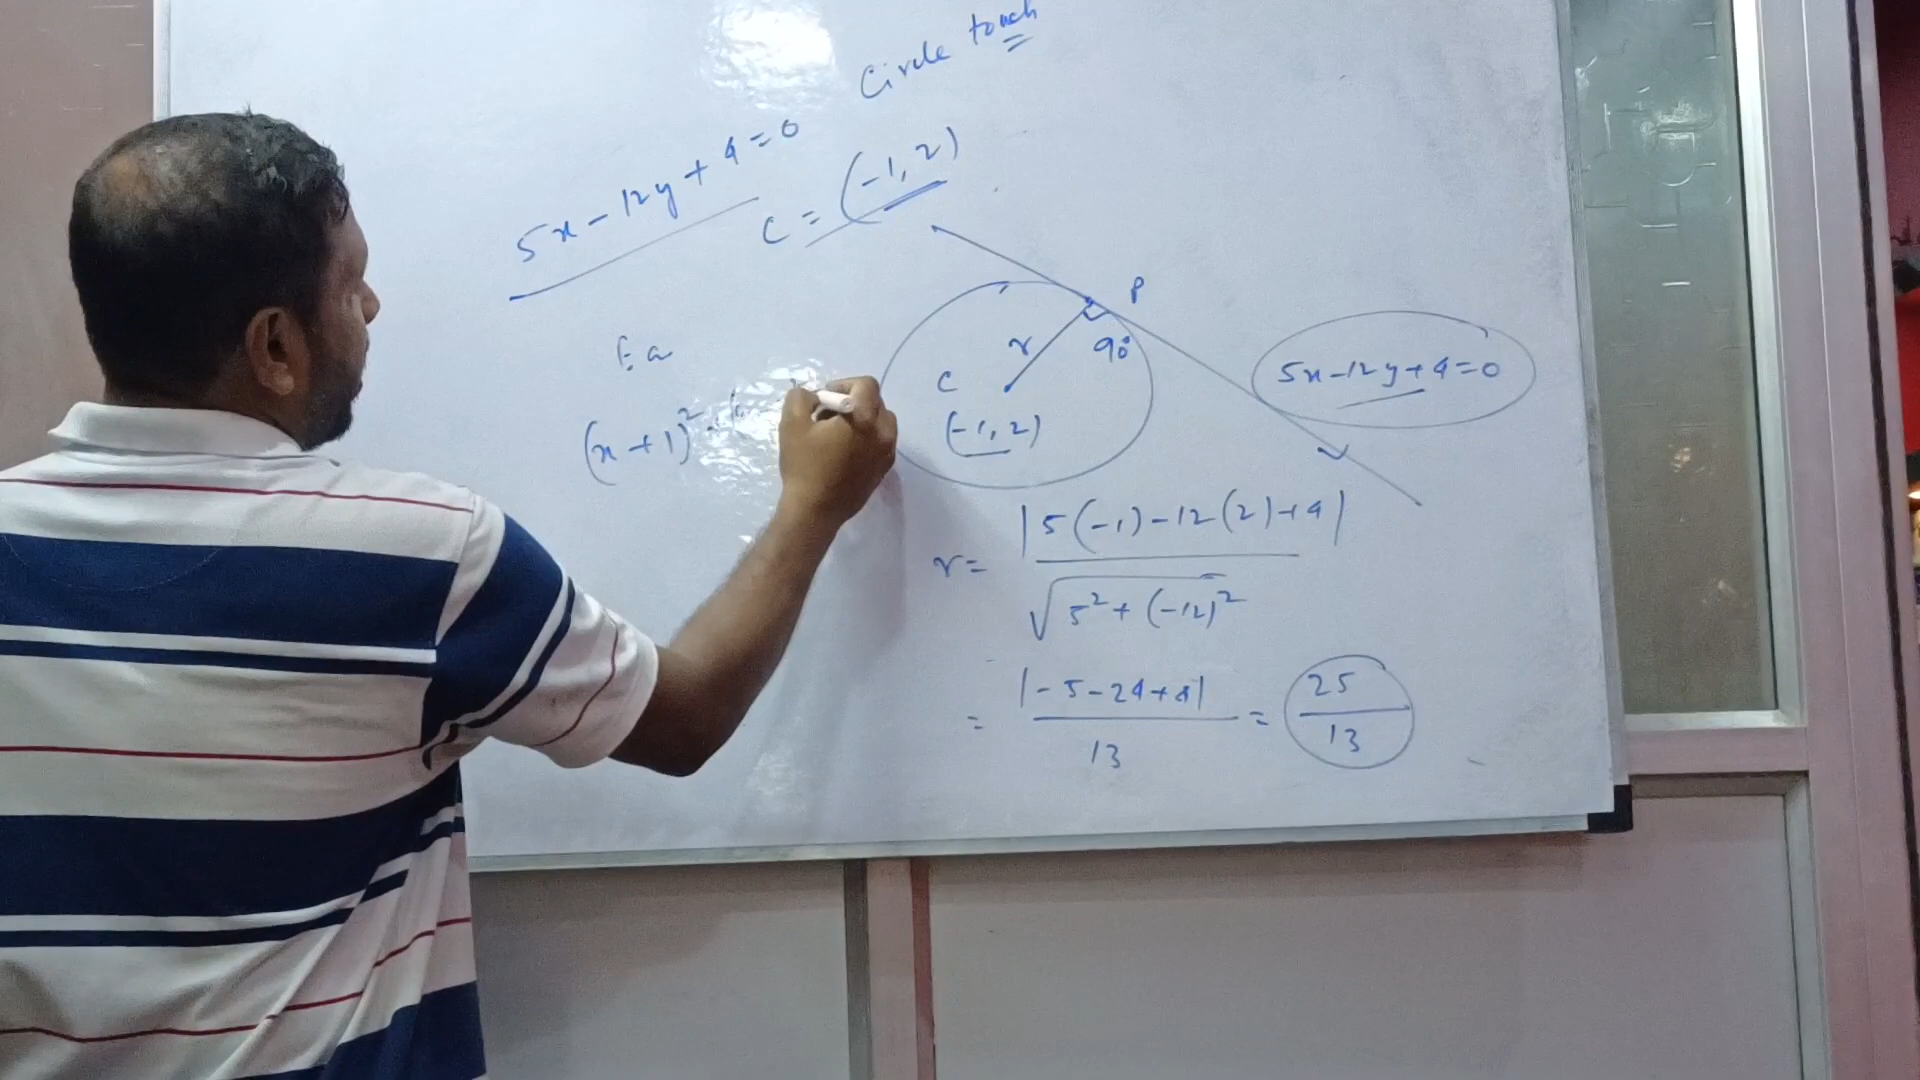 Circle touch
5x-12y+4=0
C = (-1, 2)
P
r
90°
5x-12y+4=0
C
(-1, 2)
(x+1)²
r= |5(-1)-12(2)+4|
√5²+(-12)²
= |-5-24+4| = 25
13 13